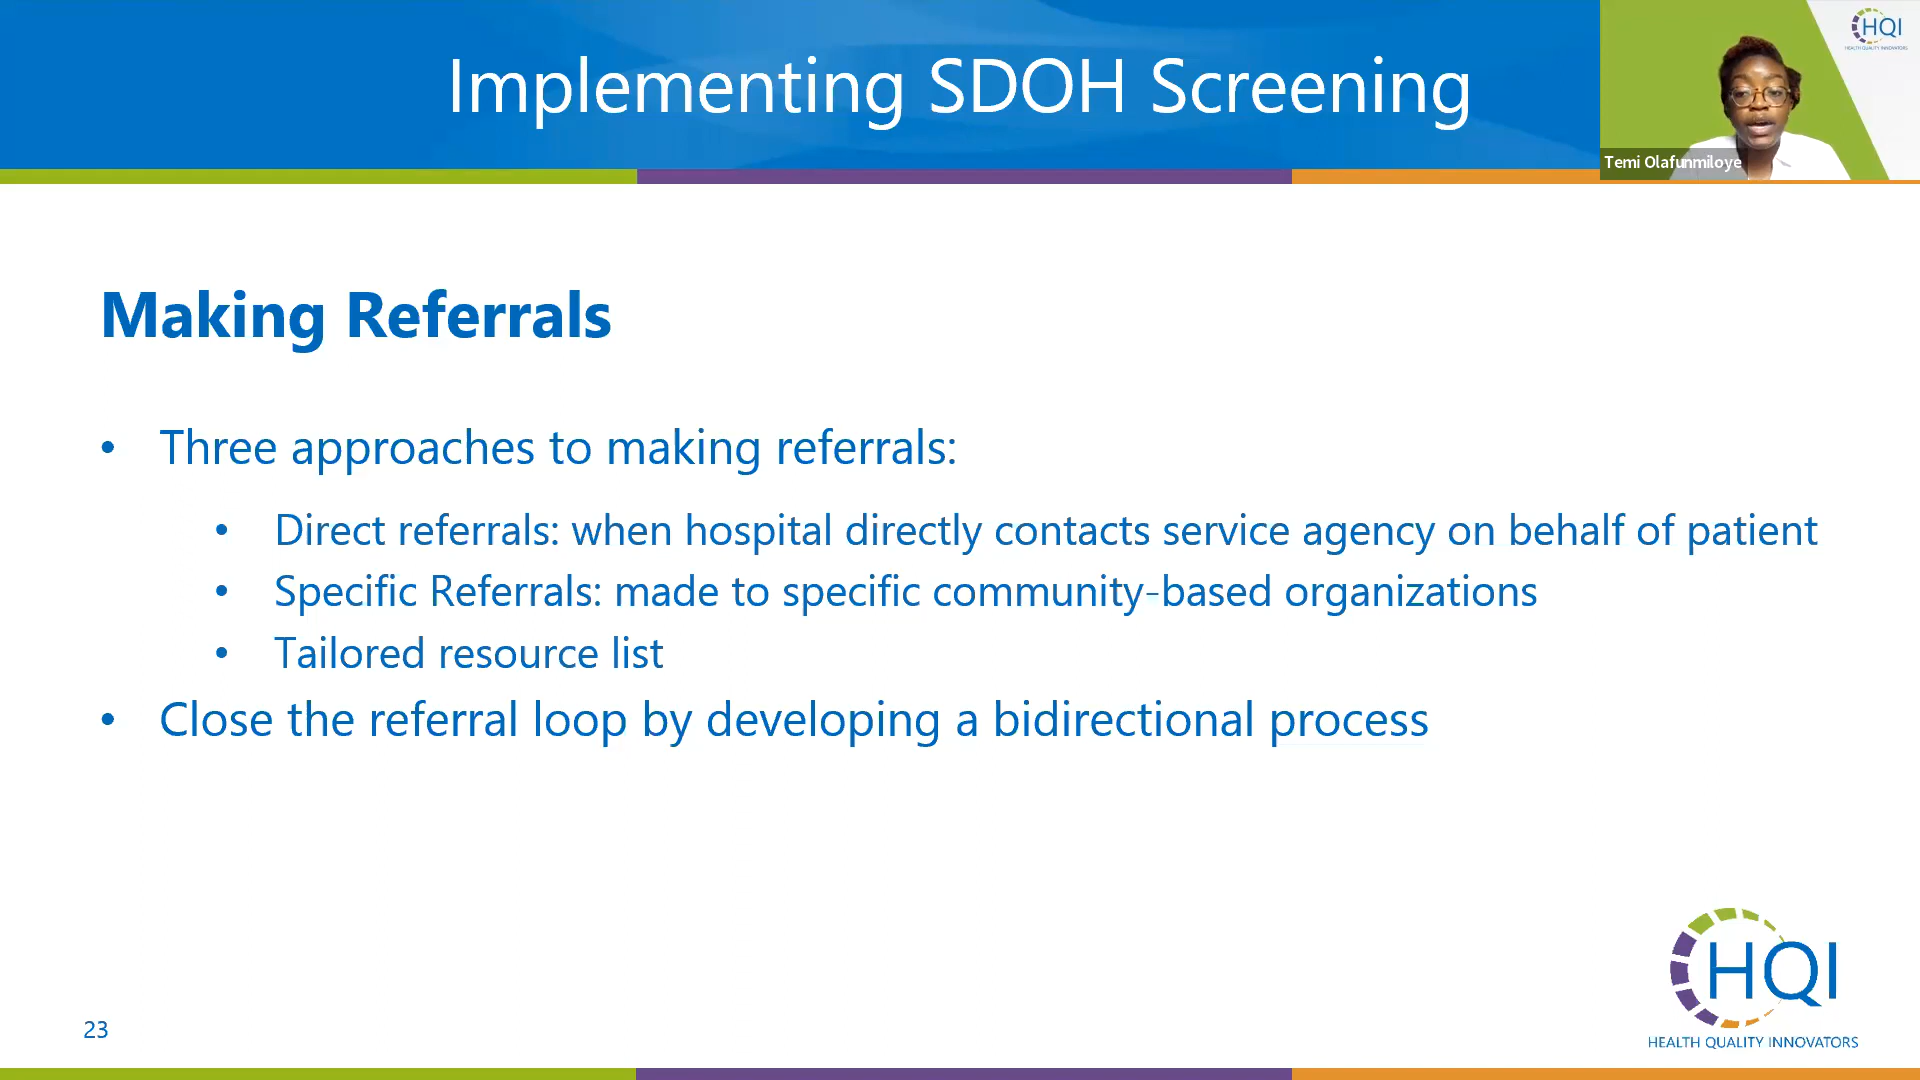 Implementing SDOH Screening
HQI
HEALTH QUALITY INNOVATORS
Temi Olafunmiloye
Making Referrals
• Three approaches to making referrals:
• Direct referrals: when hospital directly contacts service agency on behalf of patient
• Specific Referrals: made to specific community-based organizations
• Tailored resource list
• Close the referral loop by developing a bidirectional process
HQI
HEALTH QUALITY INNOVATORS
23